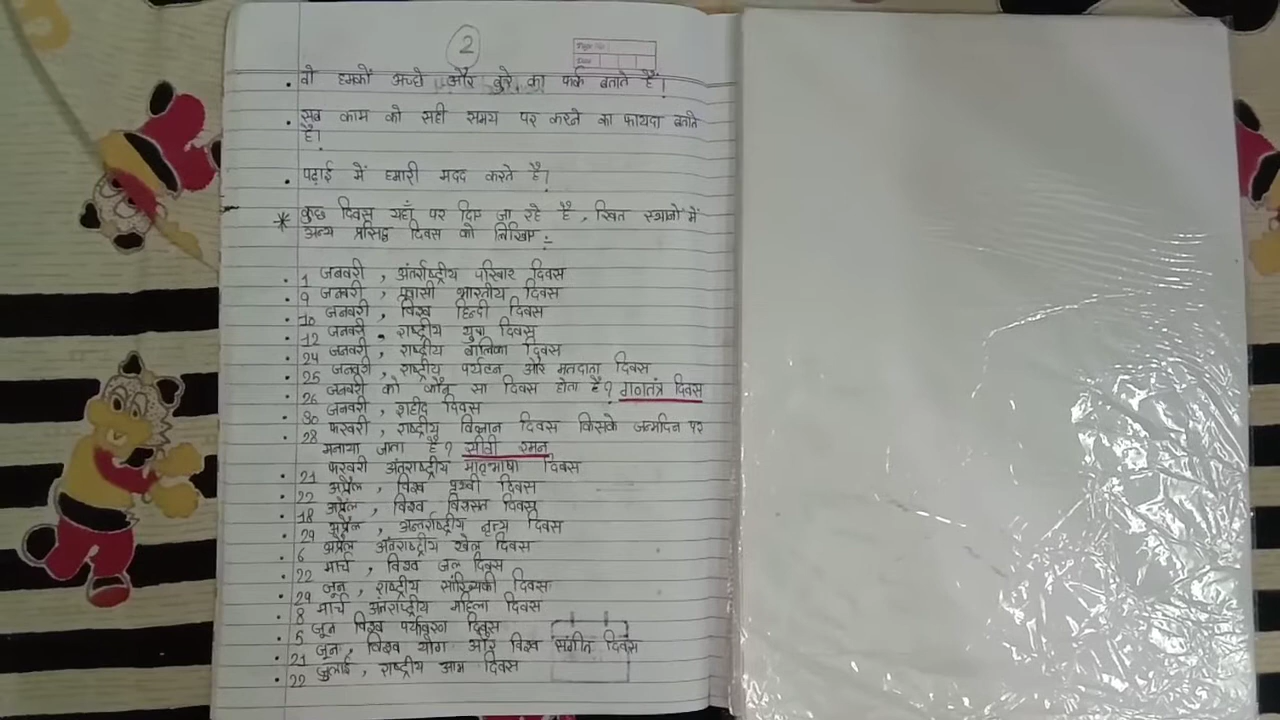 2
Page No.
Date
. वो हमकों अच्छे और बुरे का फर्क बताते हैं।
. सब काम को सही समय पर करने का फायदा बताते
है।
. पढ़ाई में हमारी मदद करते है।
* कुछ दिवस यहाँ पर दिए जा रहे है , रिक्त स्थानों में
अन्य प्रसिद्ध दिवस को लिखिए :-
. 1 जनवरी , अंतर्राष्ट्रीय परिवार दिवस
. 9 जनवरी , प्रवासी भारतीय दिवस
. 10 जनवरी , विश्व हिन्दी दिवस
. 12 जनवरी - राष्ट्रीय युवा दिवस
. 24 जनवरी , राष्ट्रीय बालिका दिवस
. 25 जनवरी , राष्ट्रीय पर्यटन और मतदाता दिवस
. 26 जनवरी को कौन सा दिवस होता है? गणतंत्र दिवस
. 30 जनवरी , शहीद दिवस
. 28 फरवरी , राष्ट्रीय विज्ञान दिवस किसके जन्मदिन पर
मनाया जाता है? सीवी रमन
. 21 फरवरी अंतराष्ट्रीय मातृभाषा दिवस
. 22 अप्रैल , विश्व पृथ्वी दिवस
. 18 अप्रैल , विश्व विरासत दिवस
. 29 अप्रैल , अन्तर्राष्ट्रीय नृत्य दिवस
. 6 अप्रैल अंतराष्ट्रीय खेल दिवस
. 22 मार्च , विश्व जल दिवस
. 29 जून , राष्ट्रीय सांख्यिकी दिवस
. 8 मार्च अंतराष्ट्रीय महिला दिवस
. 5 जून विश्व पर्यावरण दिवस
. 21 जून , विश्व योग और विश्व संगीत दिवस
. 22 जुलाई , राष्ट्रीय आम दिवस